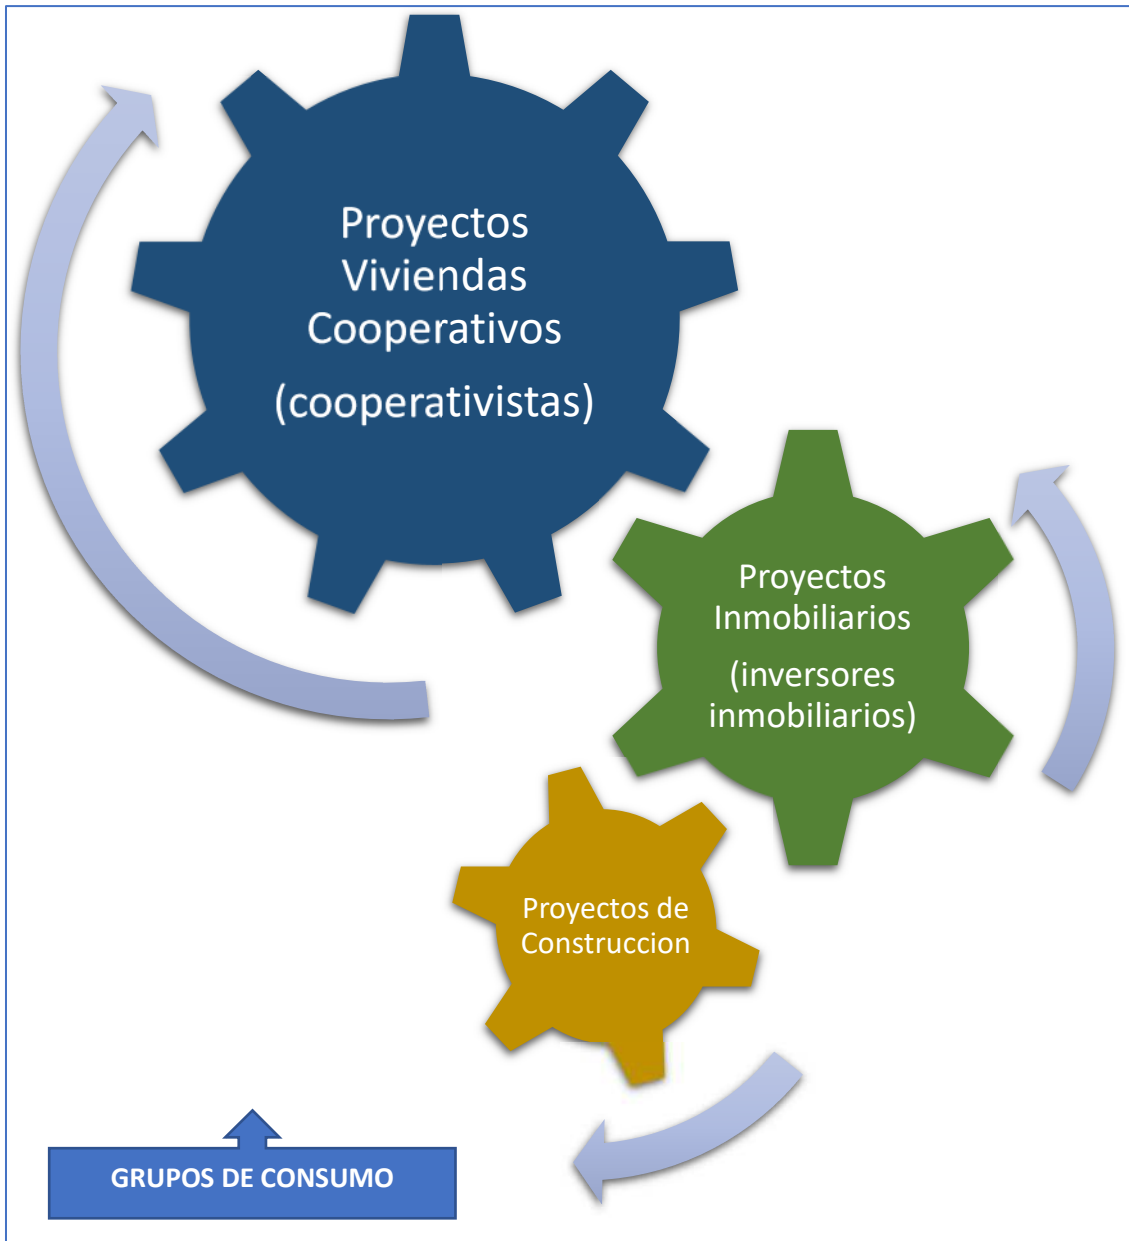 Proyectos
Viviendas
Cooperativos
(cooperativistas)
Proyectos
Inmobiliarios
(inversores
inmobiliarios)
Proyectos de
Construccion
GRUPOS DE CONSUMO